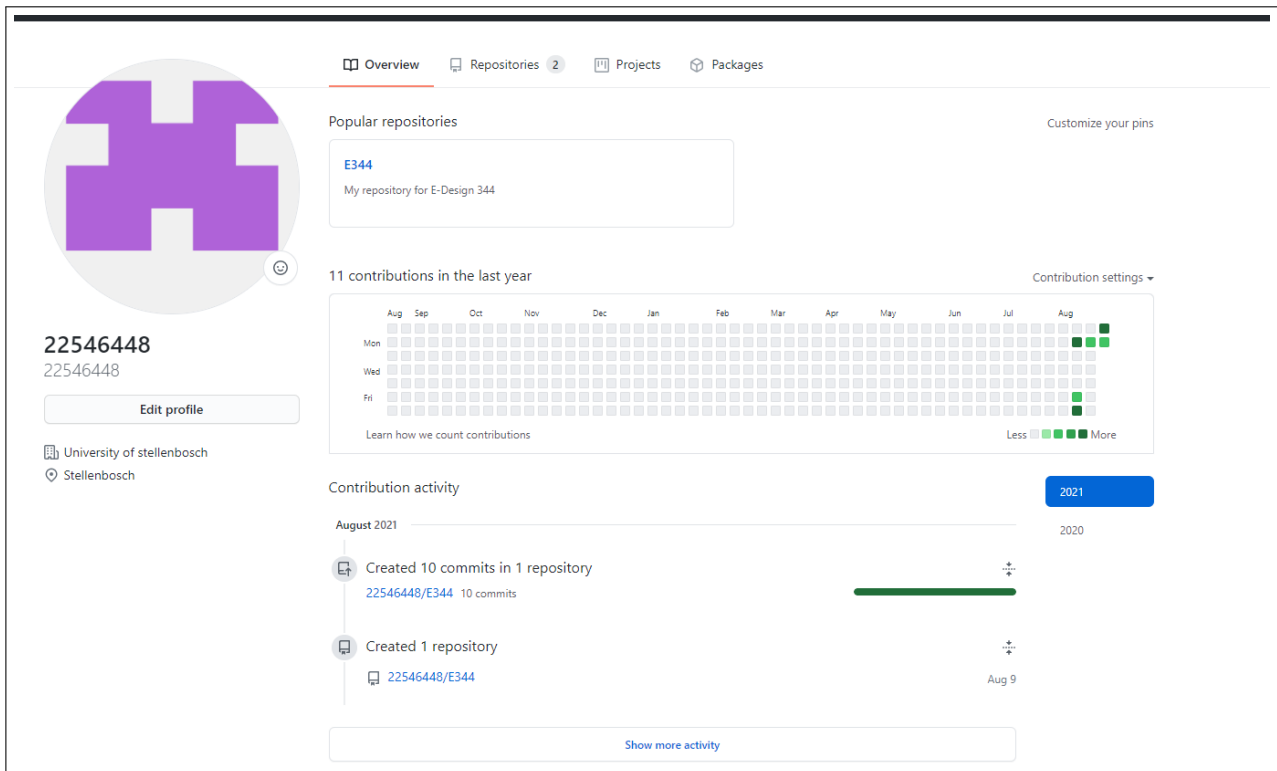 Overview Repositories 2 Projects Packages
Popular repositories
Customize your pins
E344
My repository for E-Design 344
11 contributions in the last year
Contribution settings
Aug Sep Oct Nov Dec Jan Feb Mar Apr May Jun Jul Aug
Mon
Wed
Fri
Learn how we count contributions
Less More
22546448
22546448
Edit profile
University of stellenbosch
Stellenbosch
Contribution activity
2021
2020
August 2021
Created 10 commits in 1 repository
22546448/E344 10 commits
Created 1 repository
22546448/E344
Aug 9
Show more activity